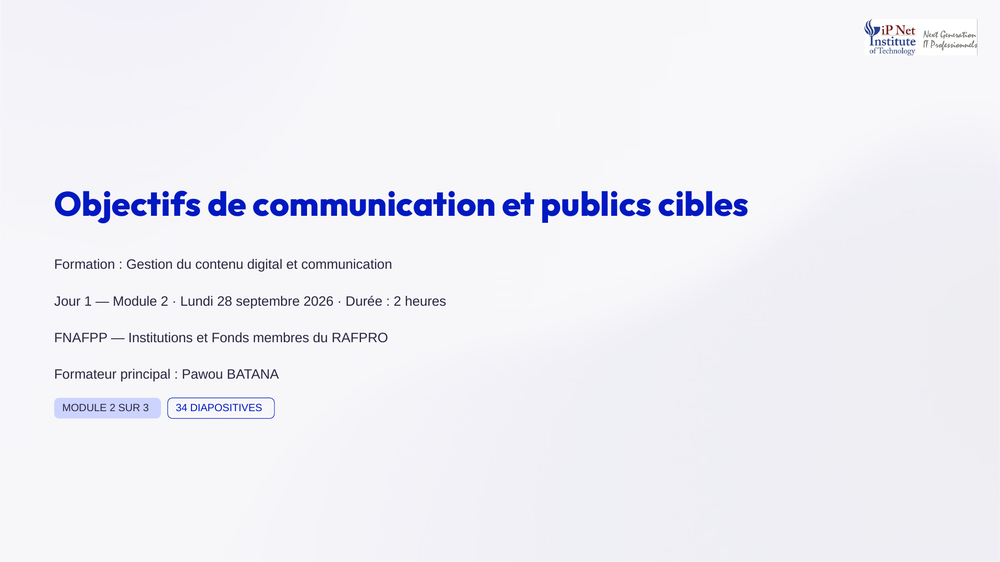 iP Net
Institute
of Technology
Next Generation
IT Professionnels
Objectifs de communication et publics cibles
Formation : Gestion du contenu digital et communication
Jour 1 — Module 2 · Lundi 28 septembre 2026 · Durée : 2 heures
FNAFPP — Institutions et Fonds membres du RAFPRO
Formateur principal : Pawou BATANA
MODULE 2 SUR 3
34 DIAPOSITIVES